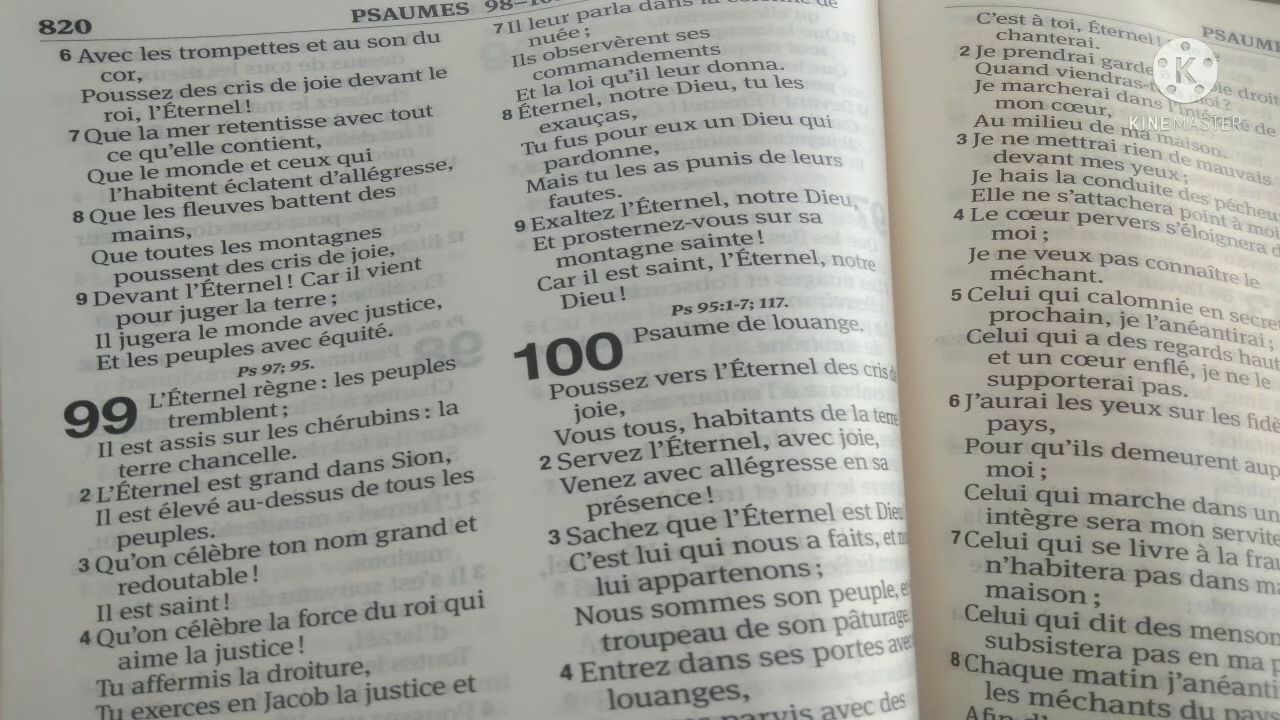 820
PSAUMES 98
6 Avec les trompettes et au son du
cor,
Poussez des cris de joie devant le
roi, l'Éternel !
7 Que la mer retentisse avec tout
ce qu'elle contient,
Que le monde et ceux qui
l'habitent éclatent d'allégresse,
8 Que les fleuves battent des
mains,
Que toutes les montagnes
poussent des cris de joie,
9 Devant l'Éternel ! Car il vient
pour juger la terre ;
Il jugera le monde avec justice,
Et les peuples avec équité.
Ps 97; 95.
99 L'Éternel règne : les peuples
tremblent ;
Il est assis sur les chérubins : la
terre chancelle.
2 L'Éternel est grand dans Sion,
Il est élevé au-dessus de tous les
peuples.
3 Qu'on célèbre ton nom grand et
redoutable !
Il est saint !
4 Qu'on célèbre la force du roi qui
aime la justice !
Tu affermis la droiture,
Tu exerces en Jacob la justice et
7 Il leur parla dans la colonne de
nuée ;
Ils observèrent ses
commandements
Et la loi qu'il leur donna.
8 Éternel, notre Dieu, tu les
exauças,
Tu fus pour eux un Dieu qui
pardonne,
Mais tu les as punis de leurs
fautes.
9 Exaltez l'Éternel, notre Dieu,
Et prosternez-vous sur sa
montagne sainte !
Car il est saint, l'Éternel, notre
Dieu !
Ps 95:1-7; 117.
100 Psaume de louange.
Poussez vers l'Éternel des cris de
joie,
Vous tous, habitants de la terre
2 Servez l'Éternel, avec joie,
Venez avec allégresse en sa
présence !
3 Sachez que l'Éternel est Dieu
C'est lui qui nous a faits, et
lui appartenons ;
Nous sommes son peuple, et
troupeau de son pâturage
4 Entrez dans ses portes avec
louanges,
parvis avec des
PSAUM
C'est à toi, Éternel !
chanterai.
2 Je prendrai garde droit
Quand viendras- moi ?
Je marcherai dans de
mon cœur,
Au milieu de ma maison.
3 Je ne mettrai rien de mauvais
devant mes yeux ;
Je hais la conduite des pécheu
Elle ne s'attachera point à moi
4 Le cœur pervers s'éloignera d
moi ;
Je ne veux pas connaître le
méchant.
5 Celui qui calomnie en secre
prochain, je l'anéantirai ;
Celui qui a des regards haut
et un cœur enflé, je ne le
supporterai pas.
6 J'aurai les yeux sur les fidè
pays,
Pour qu'ils demeurent aup
moi ;
Celui qui marche dans un
intègre sera mon servite
7 Celui qui se livre à la frau
n'habitera pas dans ma
maison ;
Celui qui dit des menson
subsistera pas en ma p
8 Chaque matin j'anéanti
les méchants du pays
K
KINEMASTER